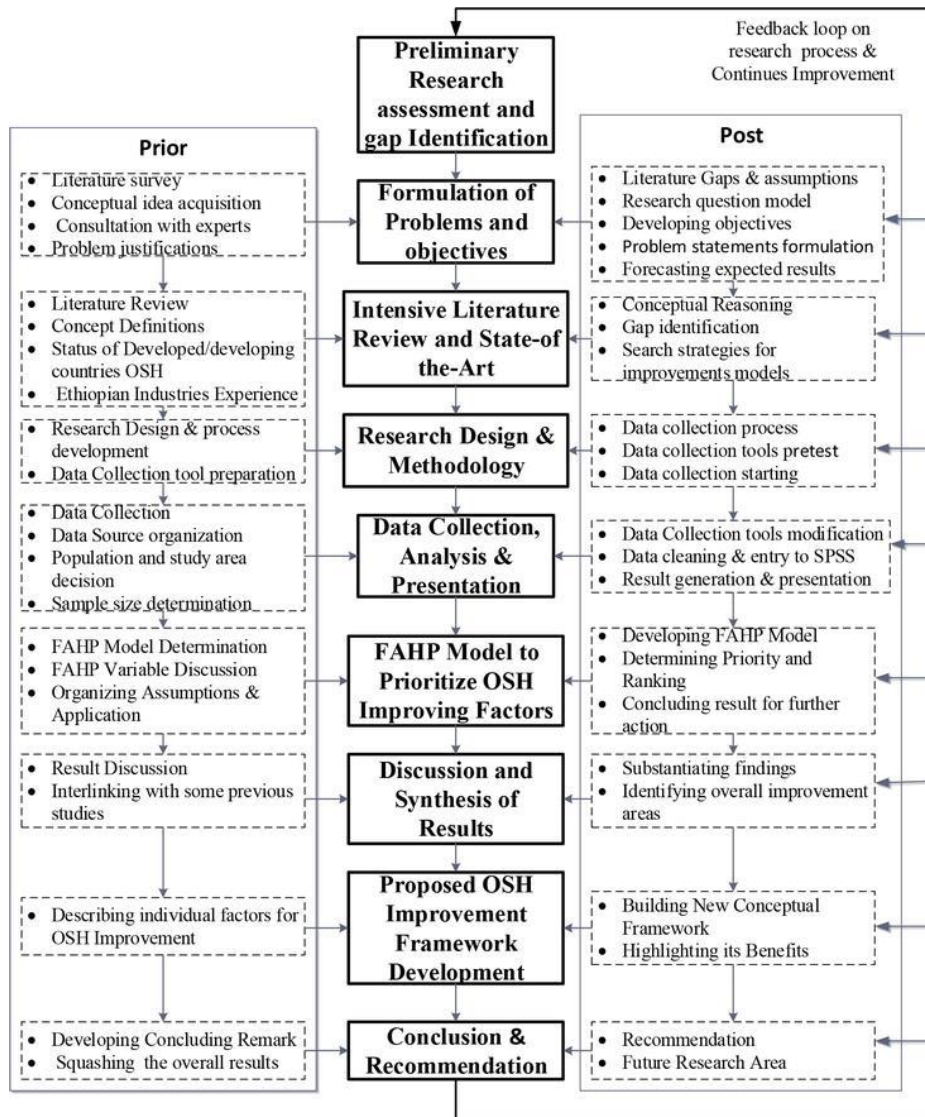 Feedback loop on
research process &
Continues Improvement
Preliminary
Research
assessment and
gap Identification
Prior
• Literature survey
• Conceptual idea acquisition
• Consultation with experts
• Problem justifications
• Literature Review
• Concept Definitions
• Status of Developed/developing
countries OSH
• Ethiopian Industries Experience
• Research Design & process
development
• Data Collection tool preparation
• Data Collection
• Data Source organization
• Population and study area
decision
• Sample size determination
• FAHP Model Determination
• FAHP Variable Discussion
• Organizing Assumptions &
Application
• Result Discussion
• Interlinking with some previous
studies
• Describing individual factors for
OSH Improvement
• Developing Concluding Remark
• Squashing the overall results
Formulation of
Problems and
objectives
Intensive Literature
Review and State-of
the-Art
Research Design &
Methodology
Data Collection,
Analysis &
Presentation
FAHP Model to
Prioritize OSH
Improving Factors
Discussion and
Synthesis of
Results
Proposed OSH
Improvement
Framework
Development
Conclusion &
Recommendation
Post
• Literature Gaps & assumptions
• Research question model
• Developing objectives
• Problem statements formulation
• Forecasting expected results
• Conceptual Reasoning
• Gap identification
• Search strategies for
improvements models
• Data collection process
• Data collection tools pretest
• Data collection starting
• Data Collection tools modification
• Data cleaning & entry to SPSS
• Result generation & presentation
• Developing FAHP Model
• Determining Priority and
Ranking
• Concluding result for further
action
• Substantiating findings
• Identifying overall improvement
areas
• Building New Conceptual
Framework
• Highlighting its Benefits
• Recommendation
• Future Research Area